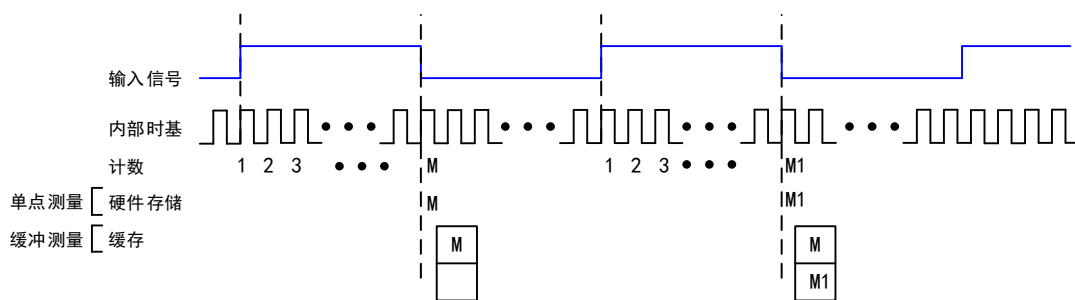 输入信号
内部时基
计数 1 2 3 M 1 2 3 M1
单点测量 硬件存储 M M1
缓冲测量 缓存 M M
M1